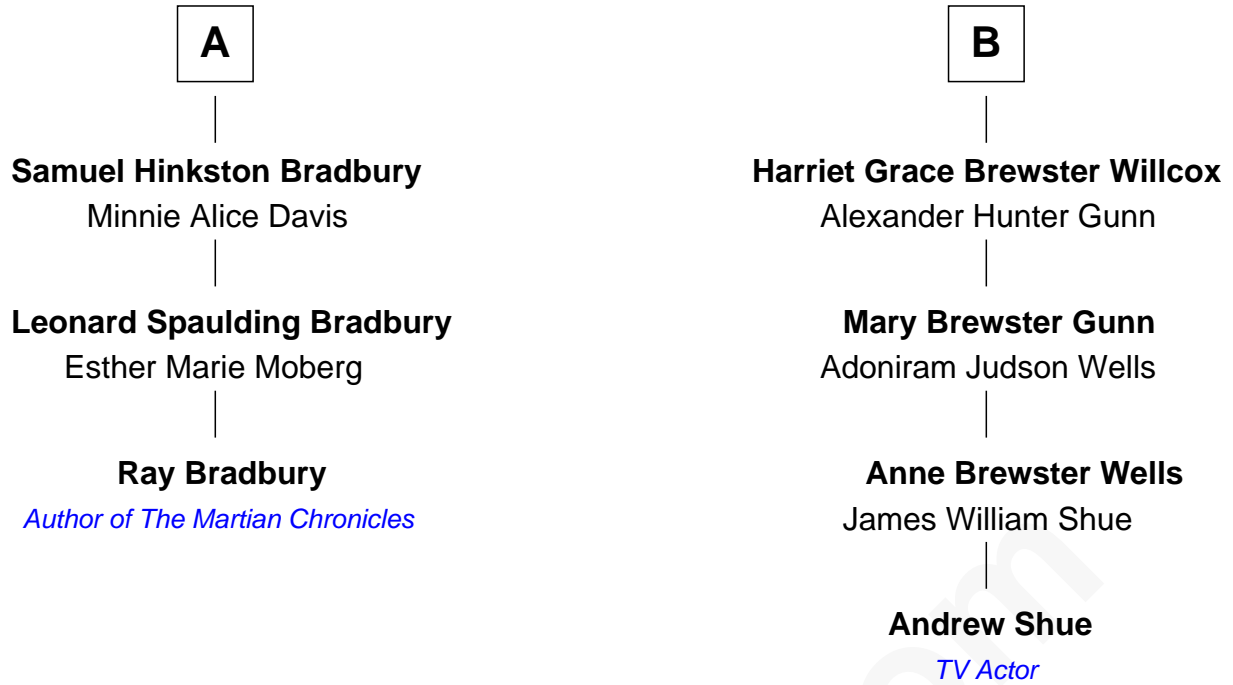 A
Samuel Hinkston Bradbury
Minnie Alice Davis
Leonard Spaulding Bradbury
Esther Marie Moberg
Ray Bradbury
Author of The Martian Chronicles
B
Harriet Grace Brewster Willcox
Alexander Hunter Gunn
Mary Brewster Gunn
Adoniram Judson Wells
Anne Brewster Wells
James William Shue
Andrew Shue
TV Actor